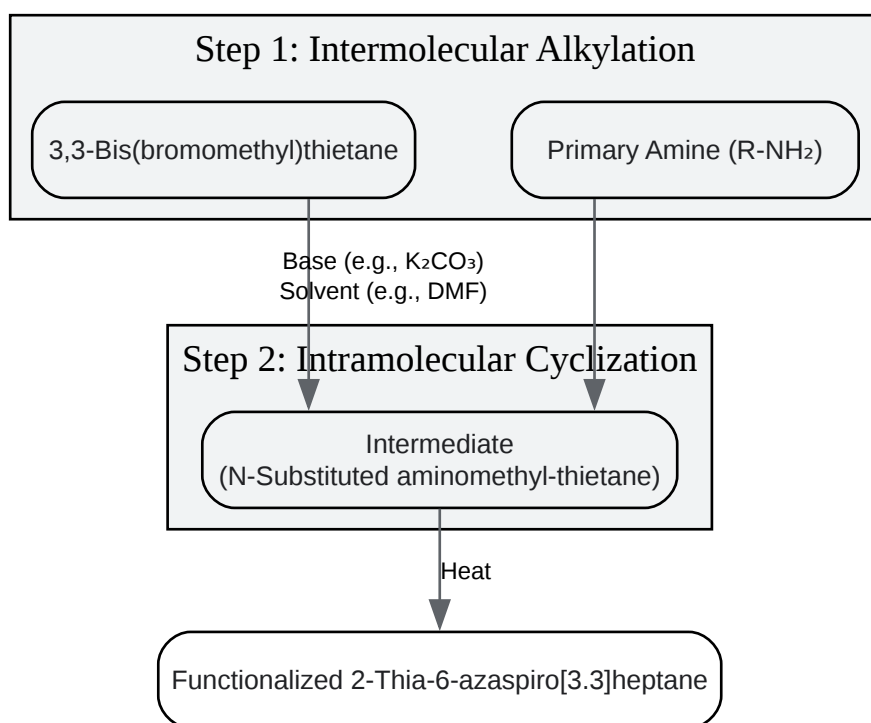 Step 1: Intermolecular Alkylation
3,3-Bis(bromomethyl)thietane
Primary Amine (R-NH₂)
Base (e.g., K₂CO₃)
Solvent (e.g., DMF)
Step 2: Intramolecular Cyclization
Intermediate
(N-Substituted aminomethyl-thietane)
Heat
Functionalized 2-Thia-6-azaspiro[3.3]heptane